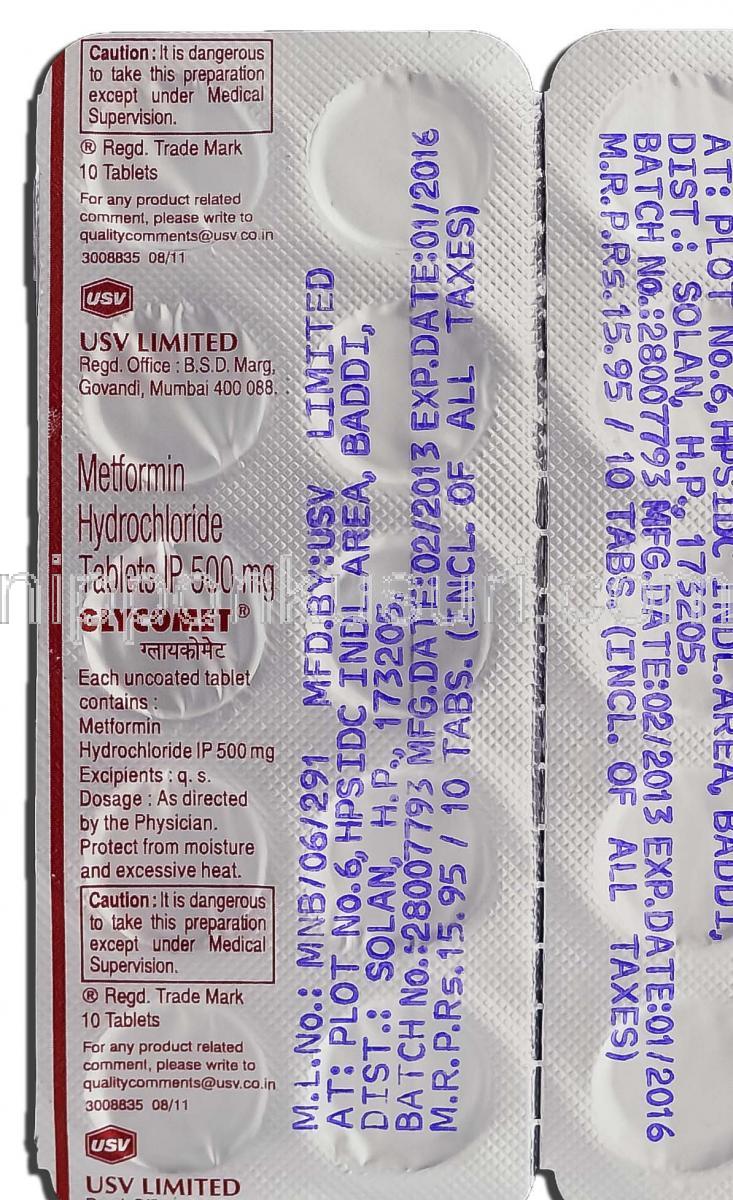 Caution : It is dangerous
to take this preparation
except under Medical
Supervision.
® Regd. Trade Mark
10 Tablets
For any product related
comment, please write to
qualitycomments@usv.co.in
3008835 08/11
USV
USV LIMITED
Regd. Office : B.S.D. Marg,
Govandi, Mumbai 400 088.
Metformin
Hydrochloride
Tablets IP 500 mg
GLYCOMET®
ग्लायकोमेट
Each uncoated tablet
contains :
Metformin
Hydrochloride IP 500 mg
Excipients : q. s.
Dosage : As directed
by the Physician.
Protect from moisture
and excessive heat.
Caution : It is dangerous
to take this preparation
except under Medical
Supervision.
® Regd. Trade Mark
10 Tablets
For any product related
comment, please write to
qualitycomments@usv.co.in
3008835 08/11
USV
USV LIMITED
M.L.No.: MNB/06/291 MFD.BY:USV LIMITED
AT: PLOT No.6, HPSIDC INDL.AREA, BADDI,
DIST.: SOLAN, H.P., 173205.
BATCH No.:28007793 MFG.DATE:02/2013 EXP.DATE:01/2016
M.R.P.Rs.15.95 / 10 TABS. (INCL. OF ALL TAXES)
AT: PLOT No.6, HPSIDC INDL.AREA, BADDI,
DIST.: SOLAN, H.P., 173205.
BATCH No.:28007793 MFG.DATE:02/2013 EXP.DATE:01/2016
M.R.P.Rs.15.95 / 10 TABS. (INCL. OF ALL TAXES)